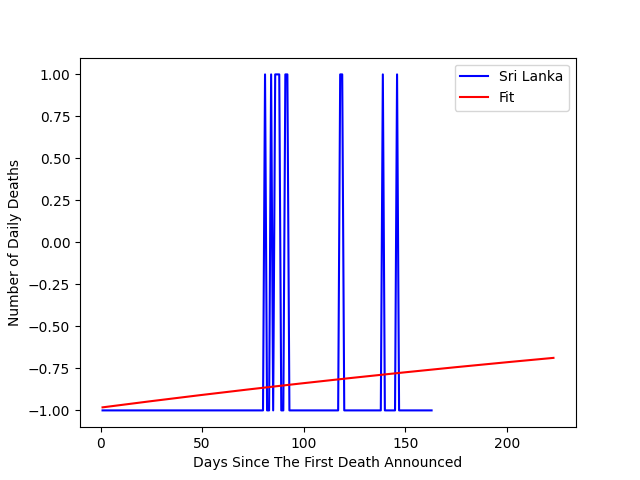 Sri Lanka
Fit
1.00
0.75
0.50
0.25
0.00
−0.25
−0.50
−0.75
−1.00
Number of Daily Deaths
0 50 100 150 200
Days Since The First Death Announced